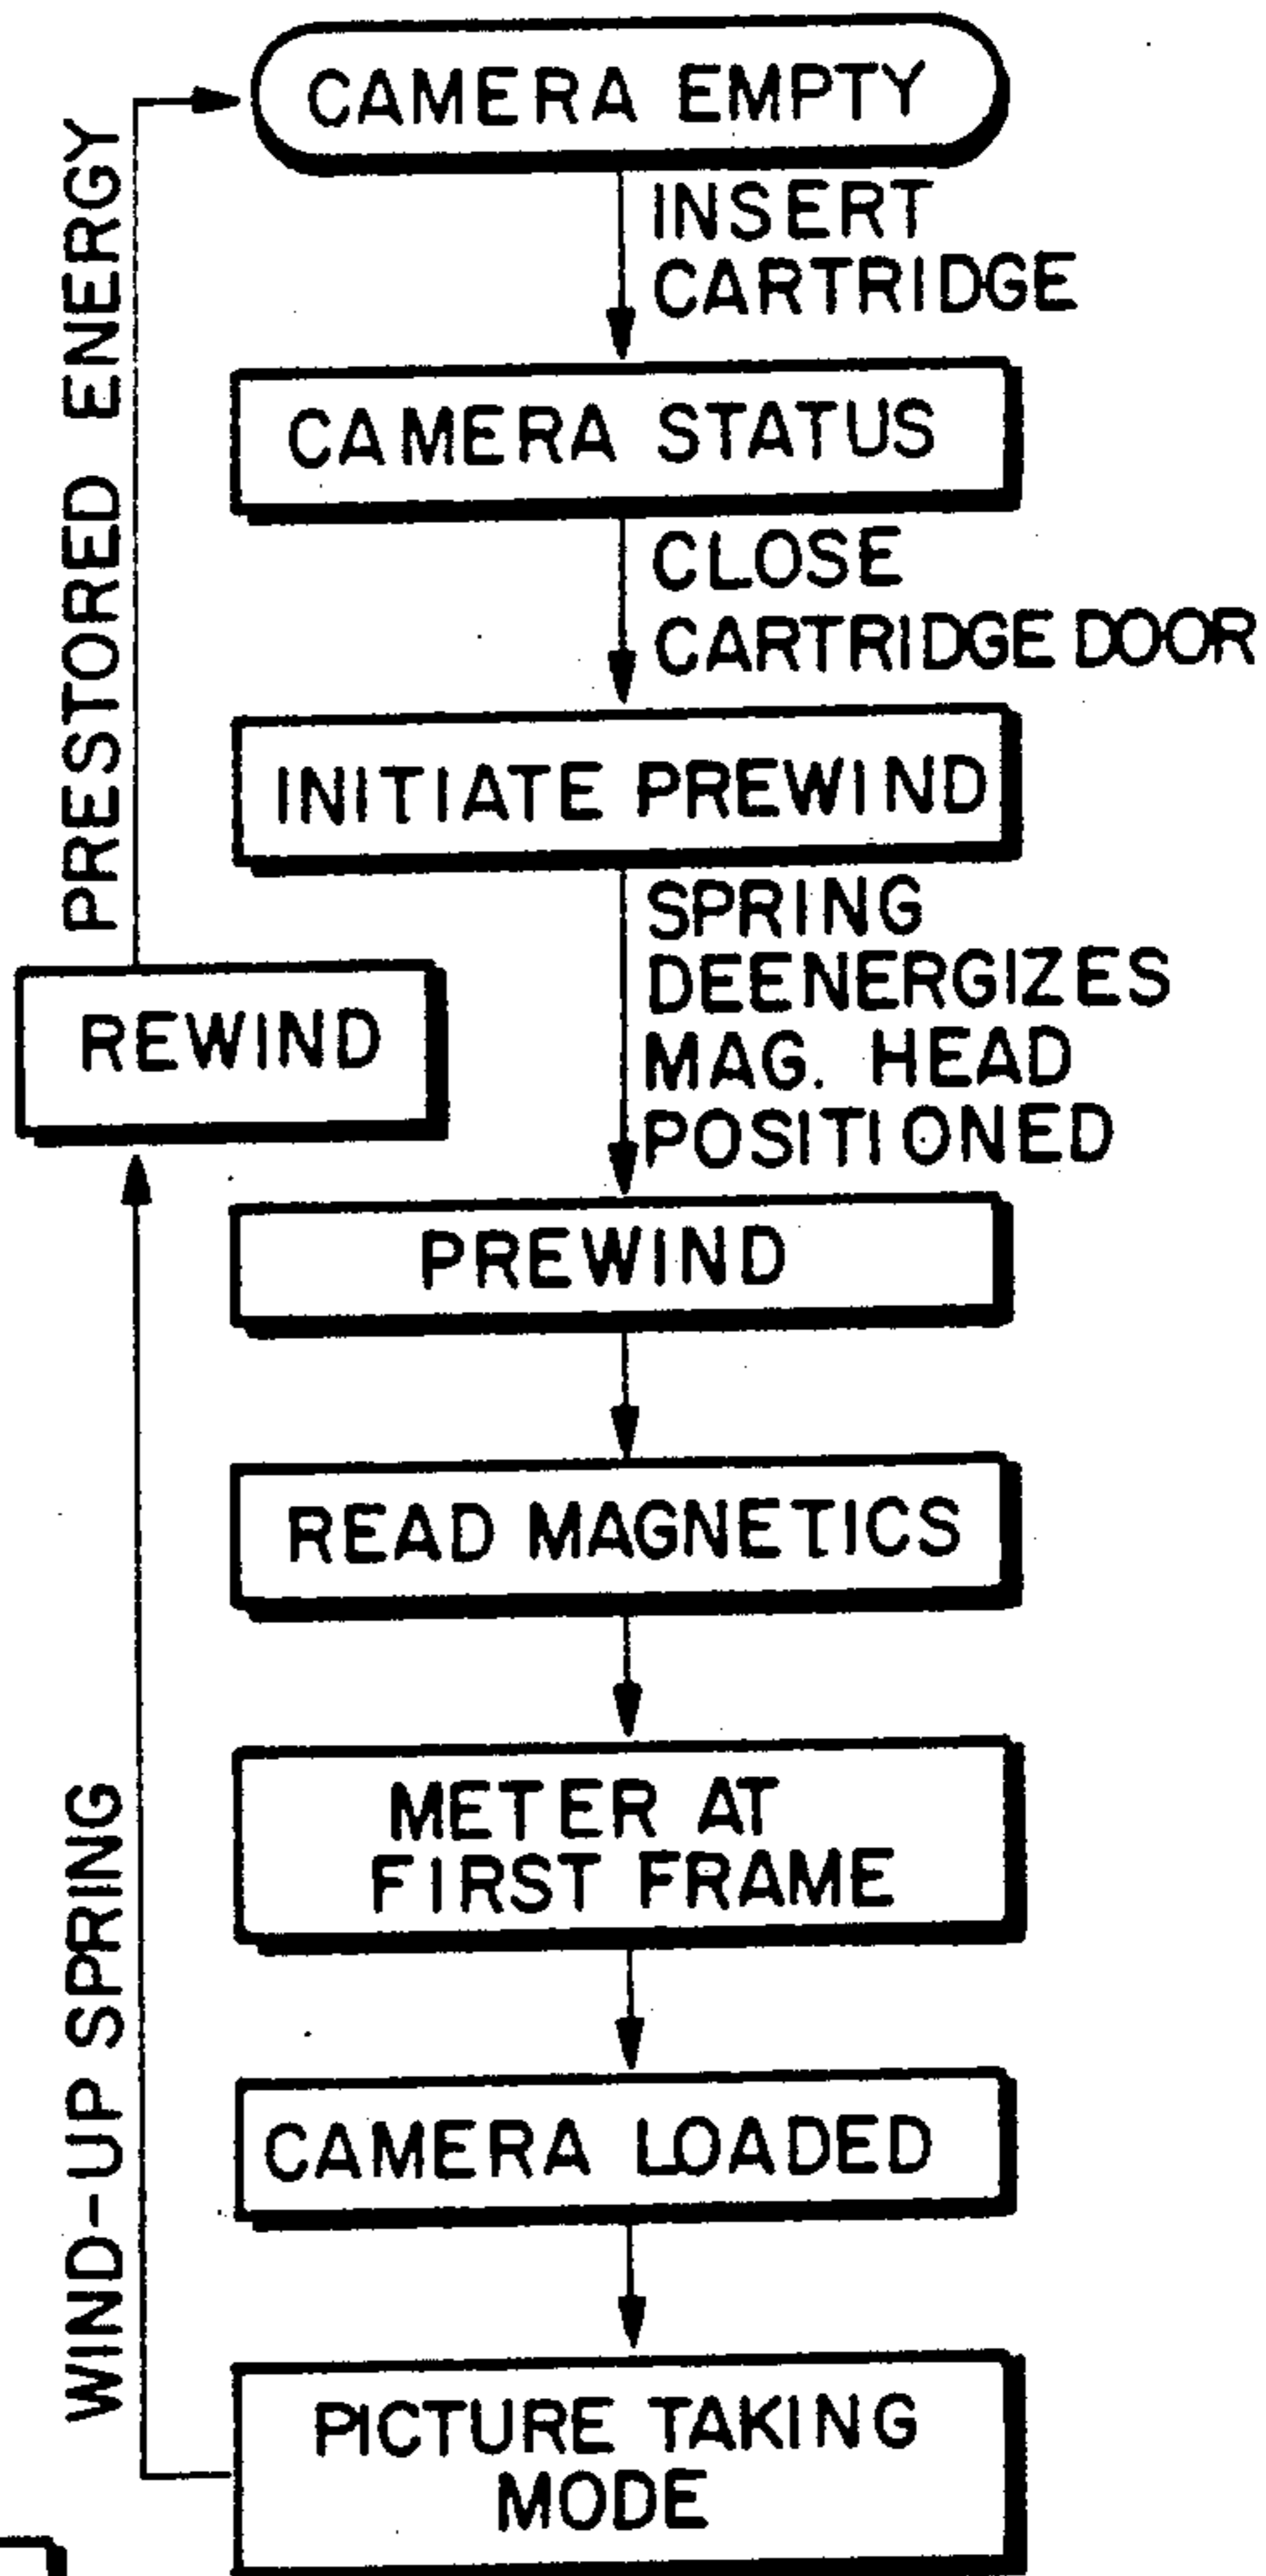 CAMERA EMPTY
INSERT
CARTRIDGE
CAMERA STATUS
CLOSE
CARTRIDGE DOOR
INITIATE PREWIND
SPRING
DEENERGIZES
MAG. HEAD
POSITIONED
PREWIND
READ MAGNETICS
METER AT
FIRST FRAME
CAMERA LOADED
PICTURE TAKING
MODE
WIND-UP SPRING
REWIND
PRESTORED ENERGY